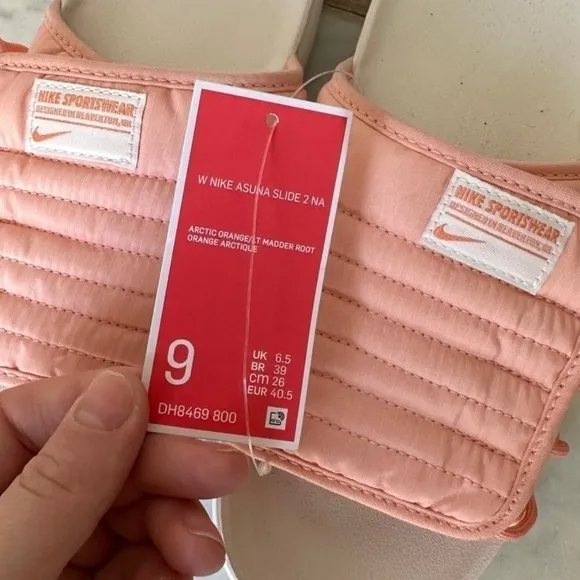 NIKE SPORTSWEAR
DESIGNED IN BEAVERTON, OR
W NIKE ASUNA SLIDE 2 NA
ARCTIC ORANGE/LT MADDER ROOT
ORANGE ARCTIQUE
9
UK 6.5
BR 39
CM 26
EUR 40.5
DH8469 800
NIKE SPORTSWEAR
DESIGNED IN BEAVERTON, OR